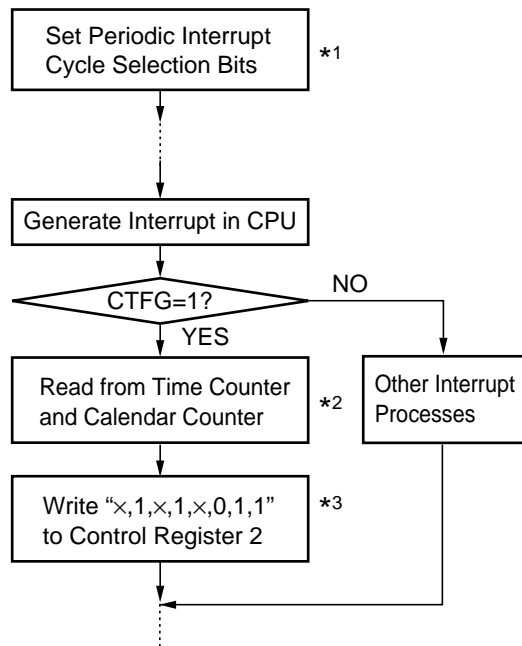 Set Periodic Interrupt
Cycle Selection Bits
*1
Generate Interrupt in CPU
CTFG=1?
NO
YES
Read from Time Counter
and Calendar Counter
*2
Other Interrupt
Processes
Write “×,1,×,1,×,0,1,1”
to Control Register 2
*3